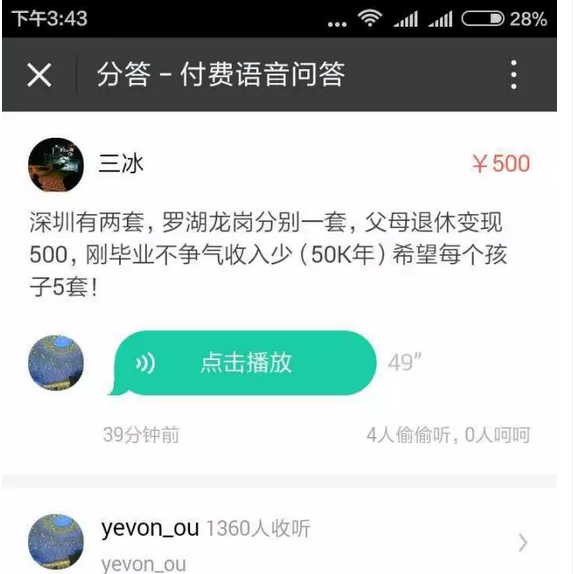 下午3:43 ... 28%
分答 - 付费语音问答
三冰 ￥500
深圳有两套，罗湖龙岗分别一套，父母退休变现
500，刚毕业不争气收入少（50K年）希望每个孩
子5套！
点击播放 49”
39分钟前 4人偷偷听, 0人呵呵
yevon_ou 1360人收听
yevon_ou